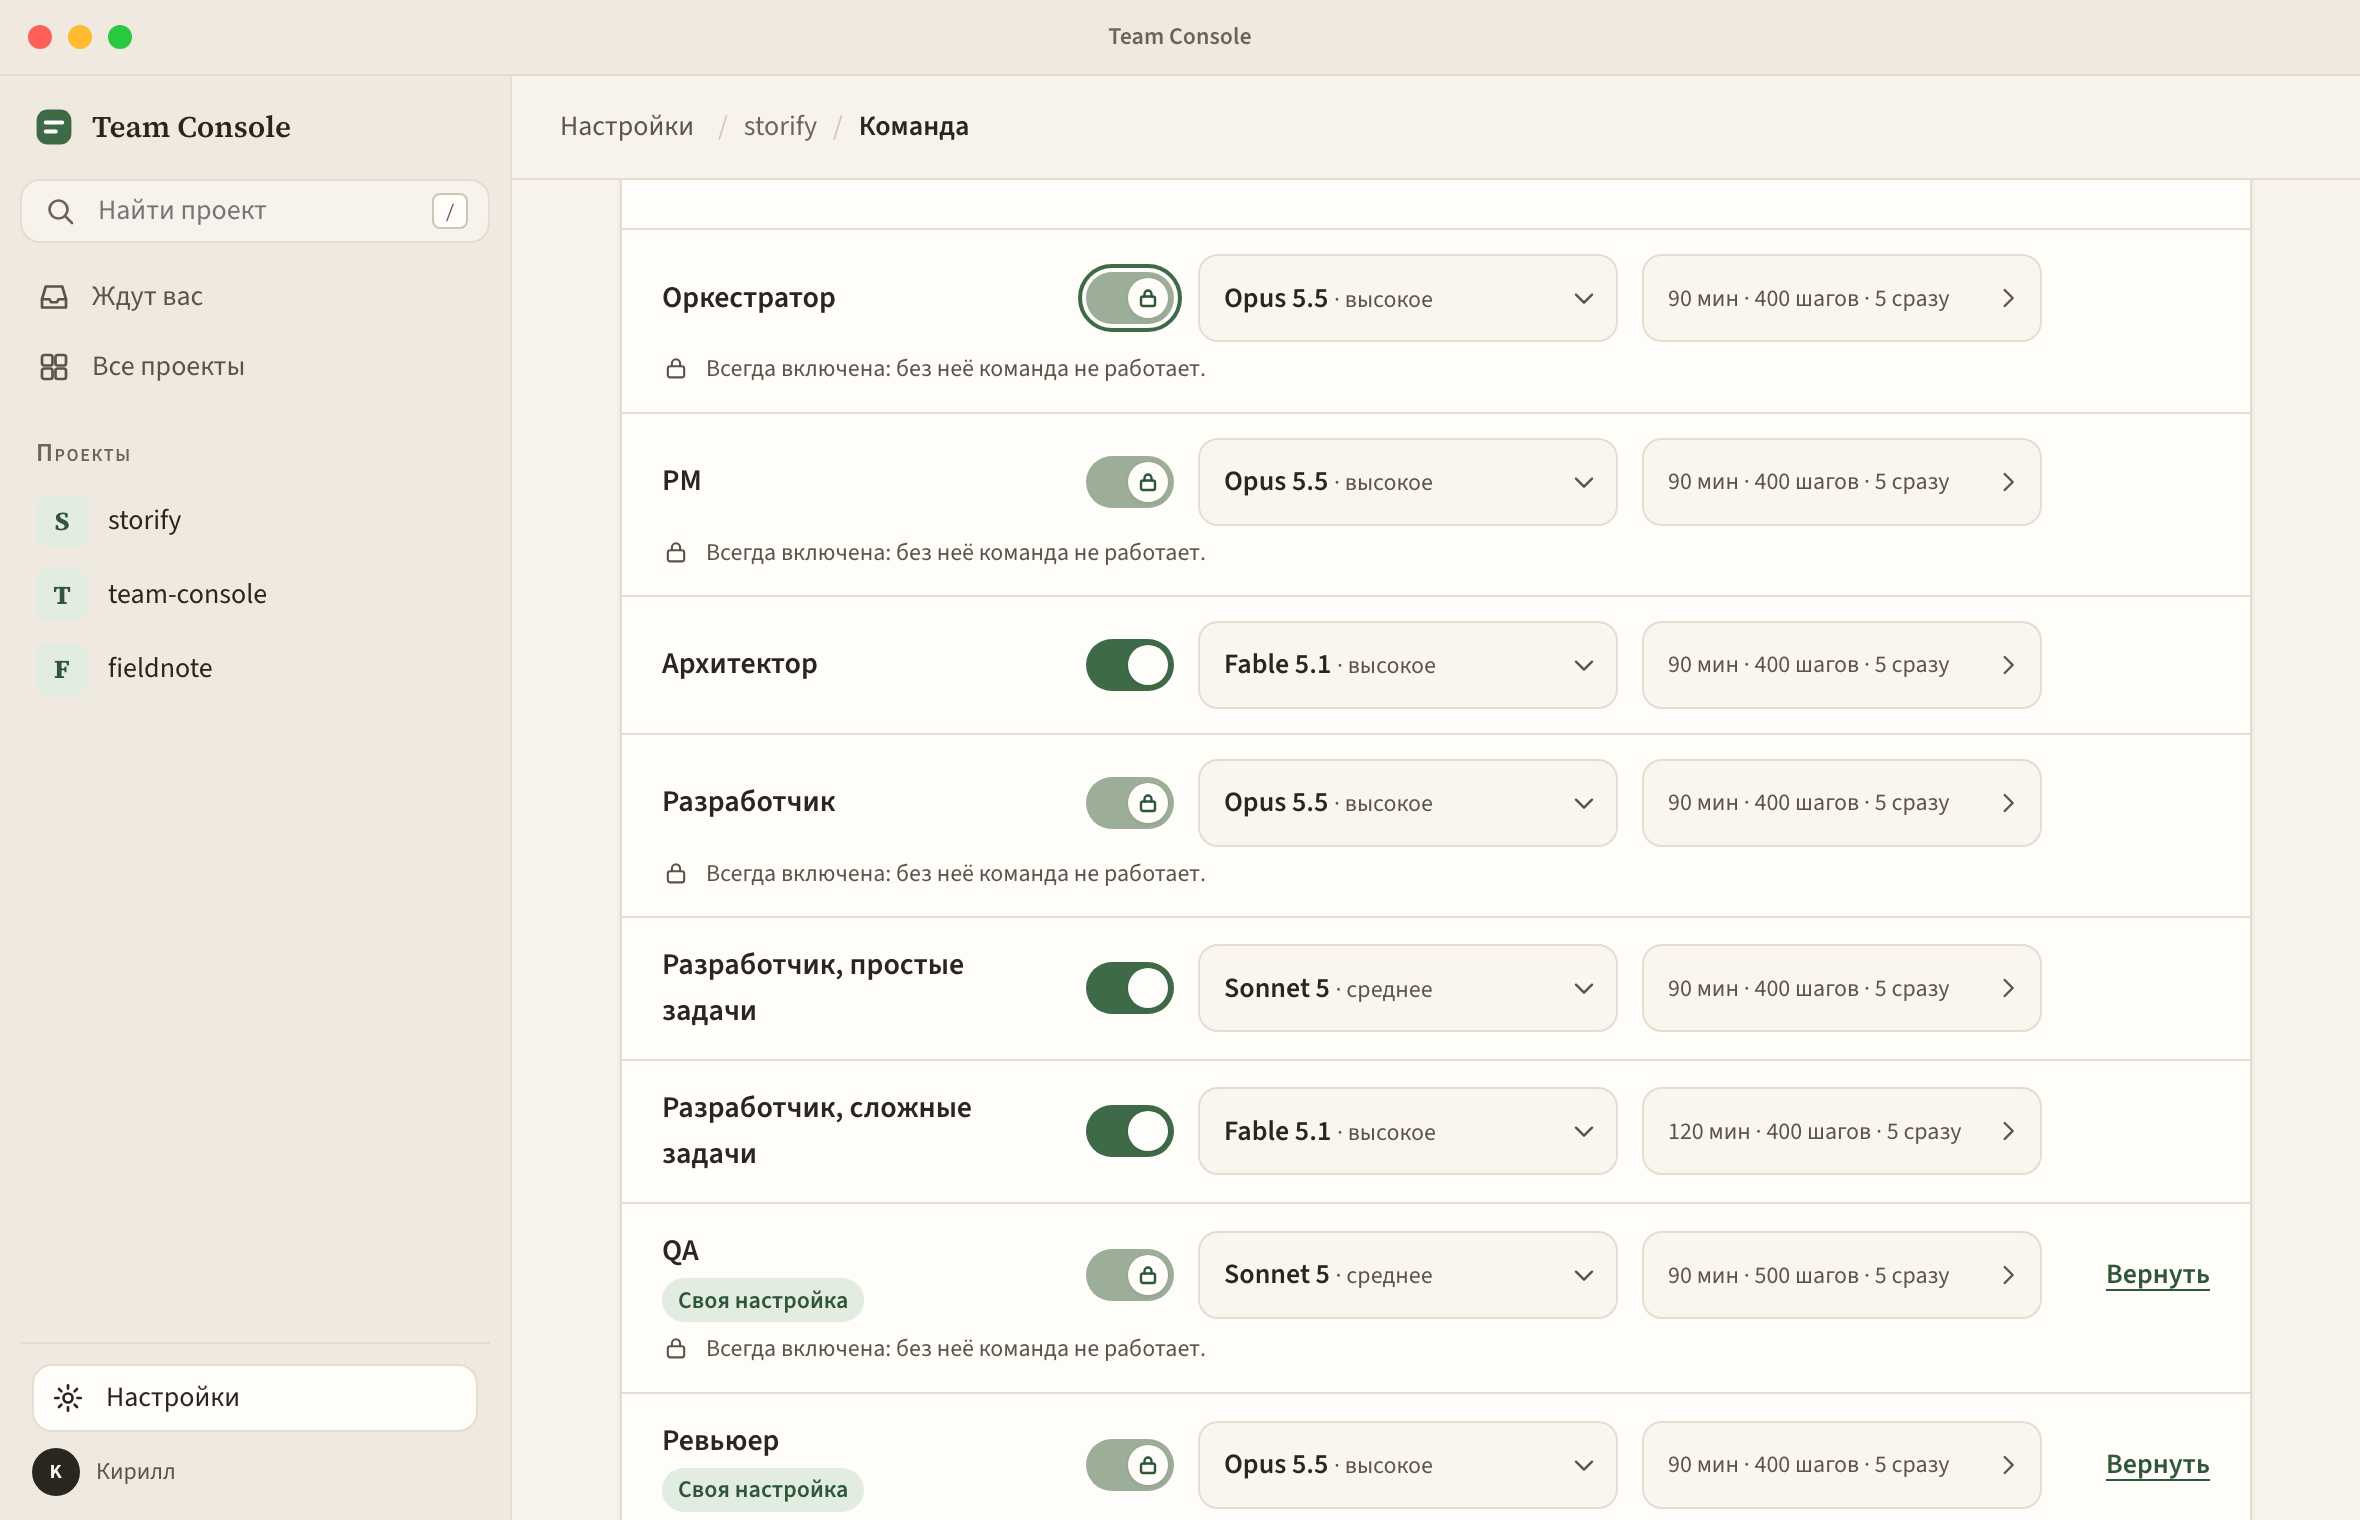 Team Console
Team Console
Найти проект
/
Ждут вас
Все проекты
Проекты
S
storify
T
team-console
F
fieldnote
Настройки
K
Кирилл
Настройки / storify / Команда
Оркестратор
Opus 5.5 · высокое
90 мин · 400 шагов · 5 сразу
Всегда включена: без неё команда не работает.
PM
Opus 5.5 · высокое
90 мин · 400 шагов · 5 сразу
Всегда включена: без неё команда не работает.
Архитектор
Fable 5.1 · высокое
90 мин · 400 шагов · 5 сразу
Разработчик
Opus 5.5 · высокое
90 мин · 400 шагов · 5 сразу
Всегда включена: без неё команда не работает.
Разработчик, простые
задачи
Sonnet 5 · среднее
90 мин · 400 шагов · 5 сразу
Разработчик, сложные
задачи
Fable 5.1 · высокое
120 мин · 400 шагов · 5 сразу
QA
Своя настройка
Sonnet 5 · среднее
90 мин · 500 шагов · 5 сразу
Вернуть
Всегда включена: без неё команда не работает.
Ревьюер
Своя настройка
Opus 5.5 · высокое
90 мин · 400 шагов · 5 сразу
Вернуть